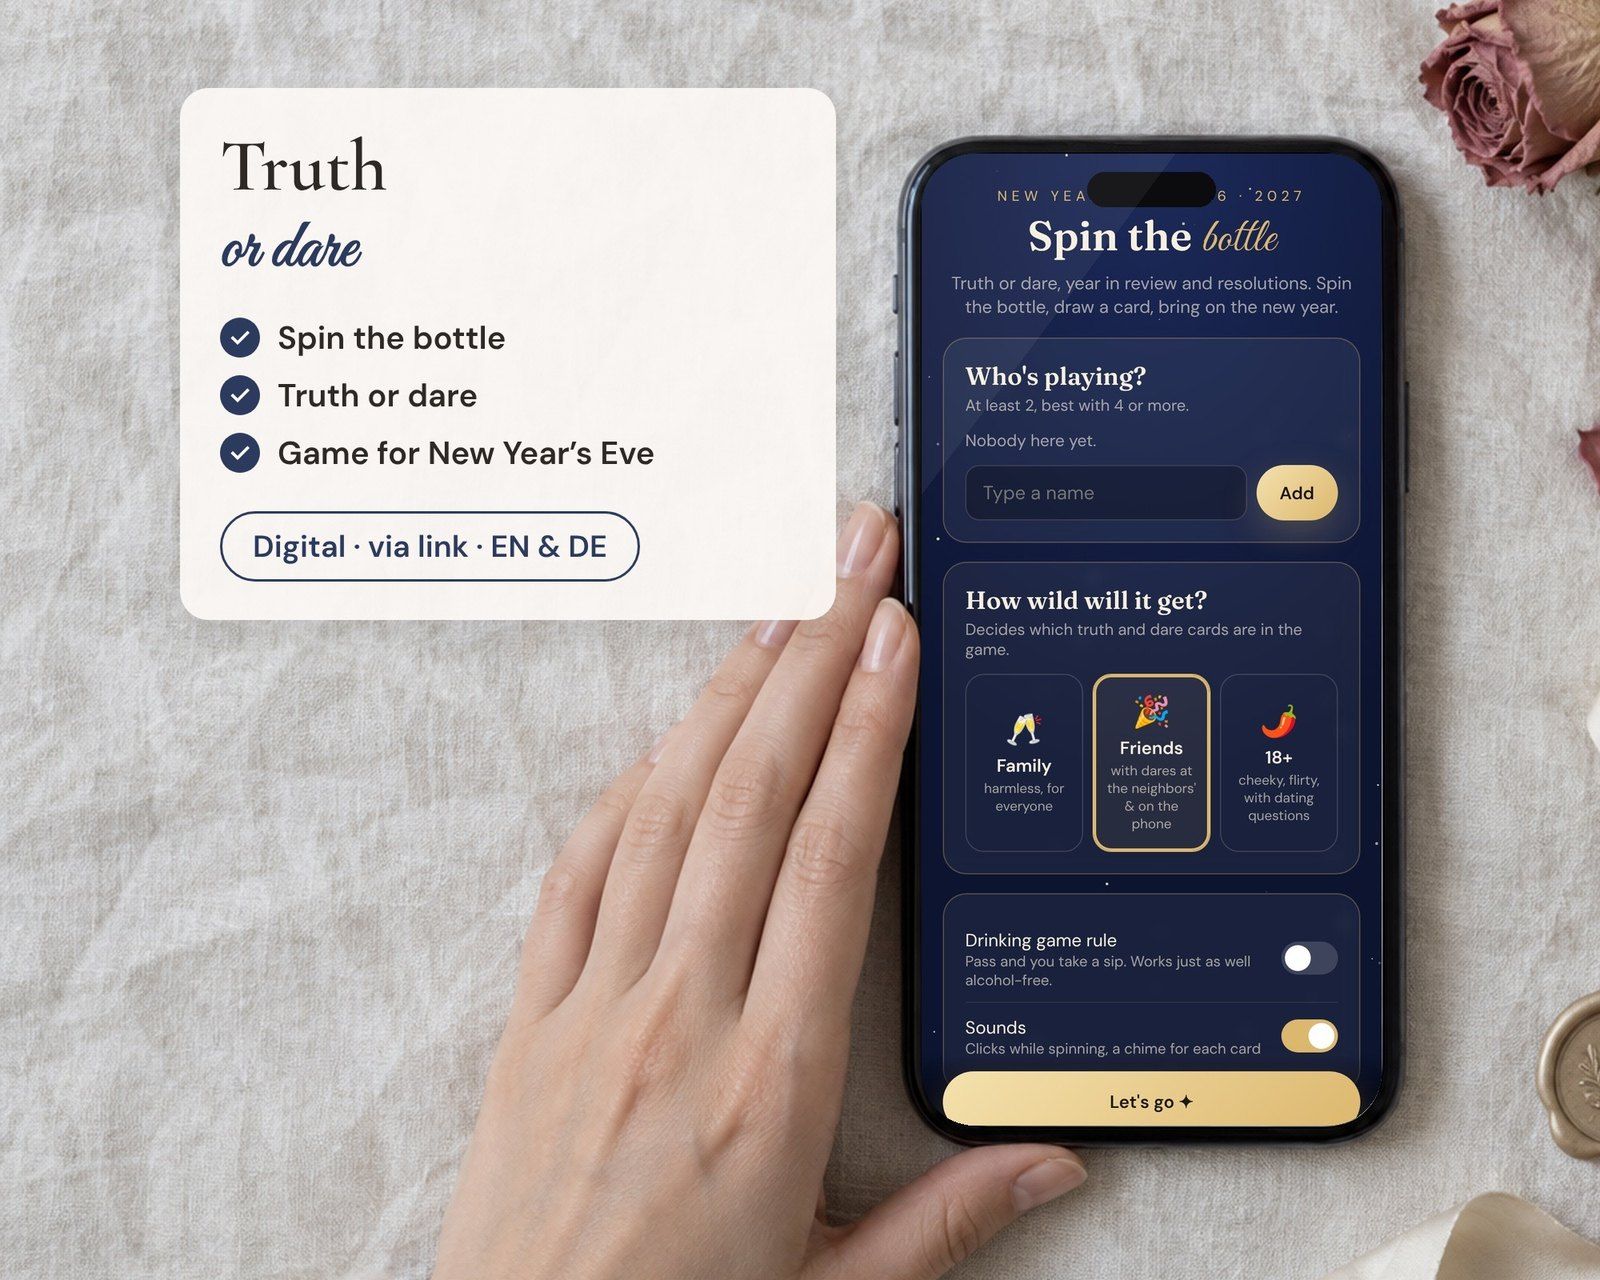 Truth
or dare
Spin the bottle
Truth or dare
Game for New Year’s Eve
Digital · via link · EN & DE
NEW YEA 6 · 2027
Spin the bottle
Truth or dare, year in review and resolutions. Spin
the bottle, draw a card, bring on the new year.
Who's playing?
At least 2, best with 4 or more.
Nobody here yet.
Type a name
Add
How wild will it get?
Decides which truth and dare cards are in the
game.
Family
harmless, for
everyone
Friends
with dares at
the neighbors'
& on the
phone
18+
cheeky, flirty,
with dating
questions
Drinking game rule
Pass and you take a sip. Works just as well
alcohol-free.
Sounds
Clicks while spinning, a chime for each card
Let's go ✦